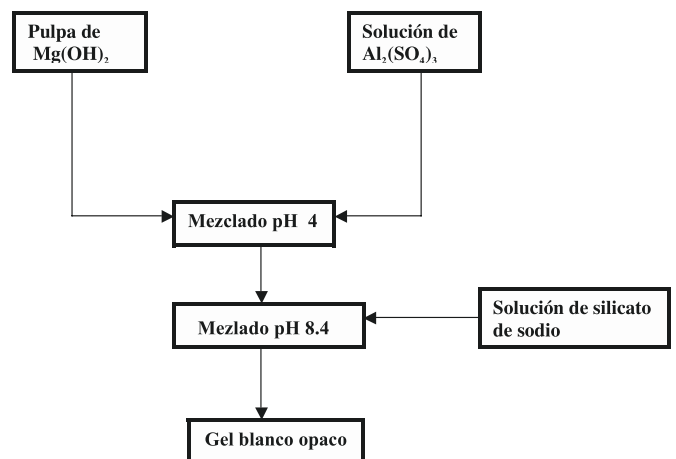 Pulpa de
Mg(OH)₂
Solución de
Al₂(SO₄)₃
Mezclado pH 4
Mezlado pH 8.4
Solución de silicato
de sodio
Gel blanco opaco